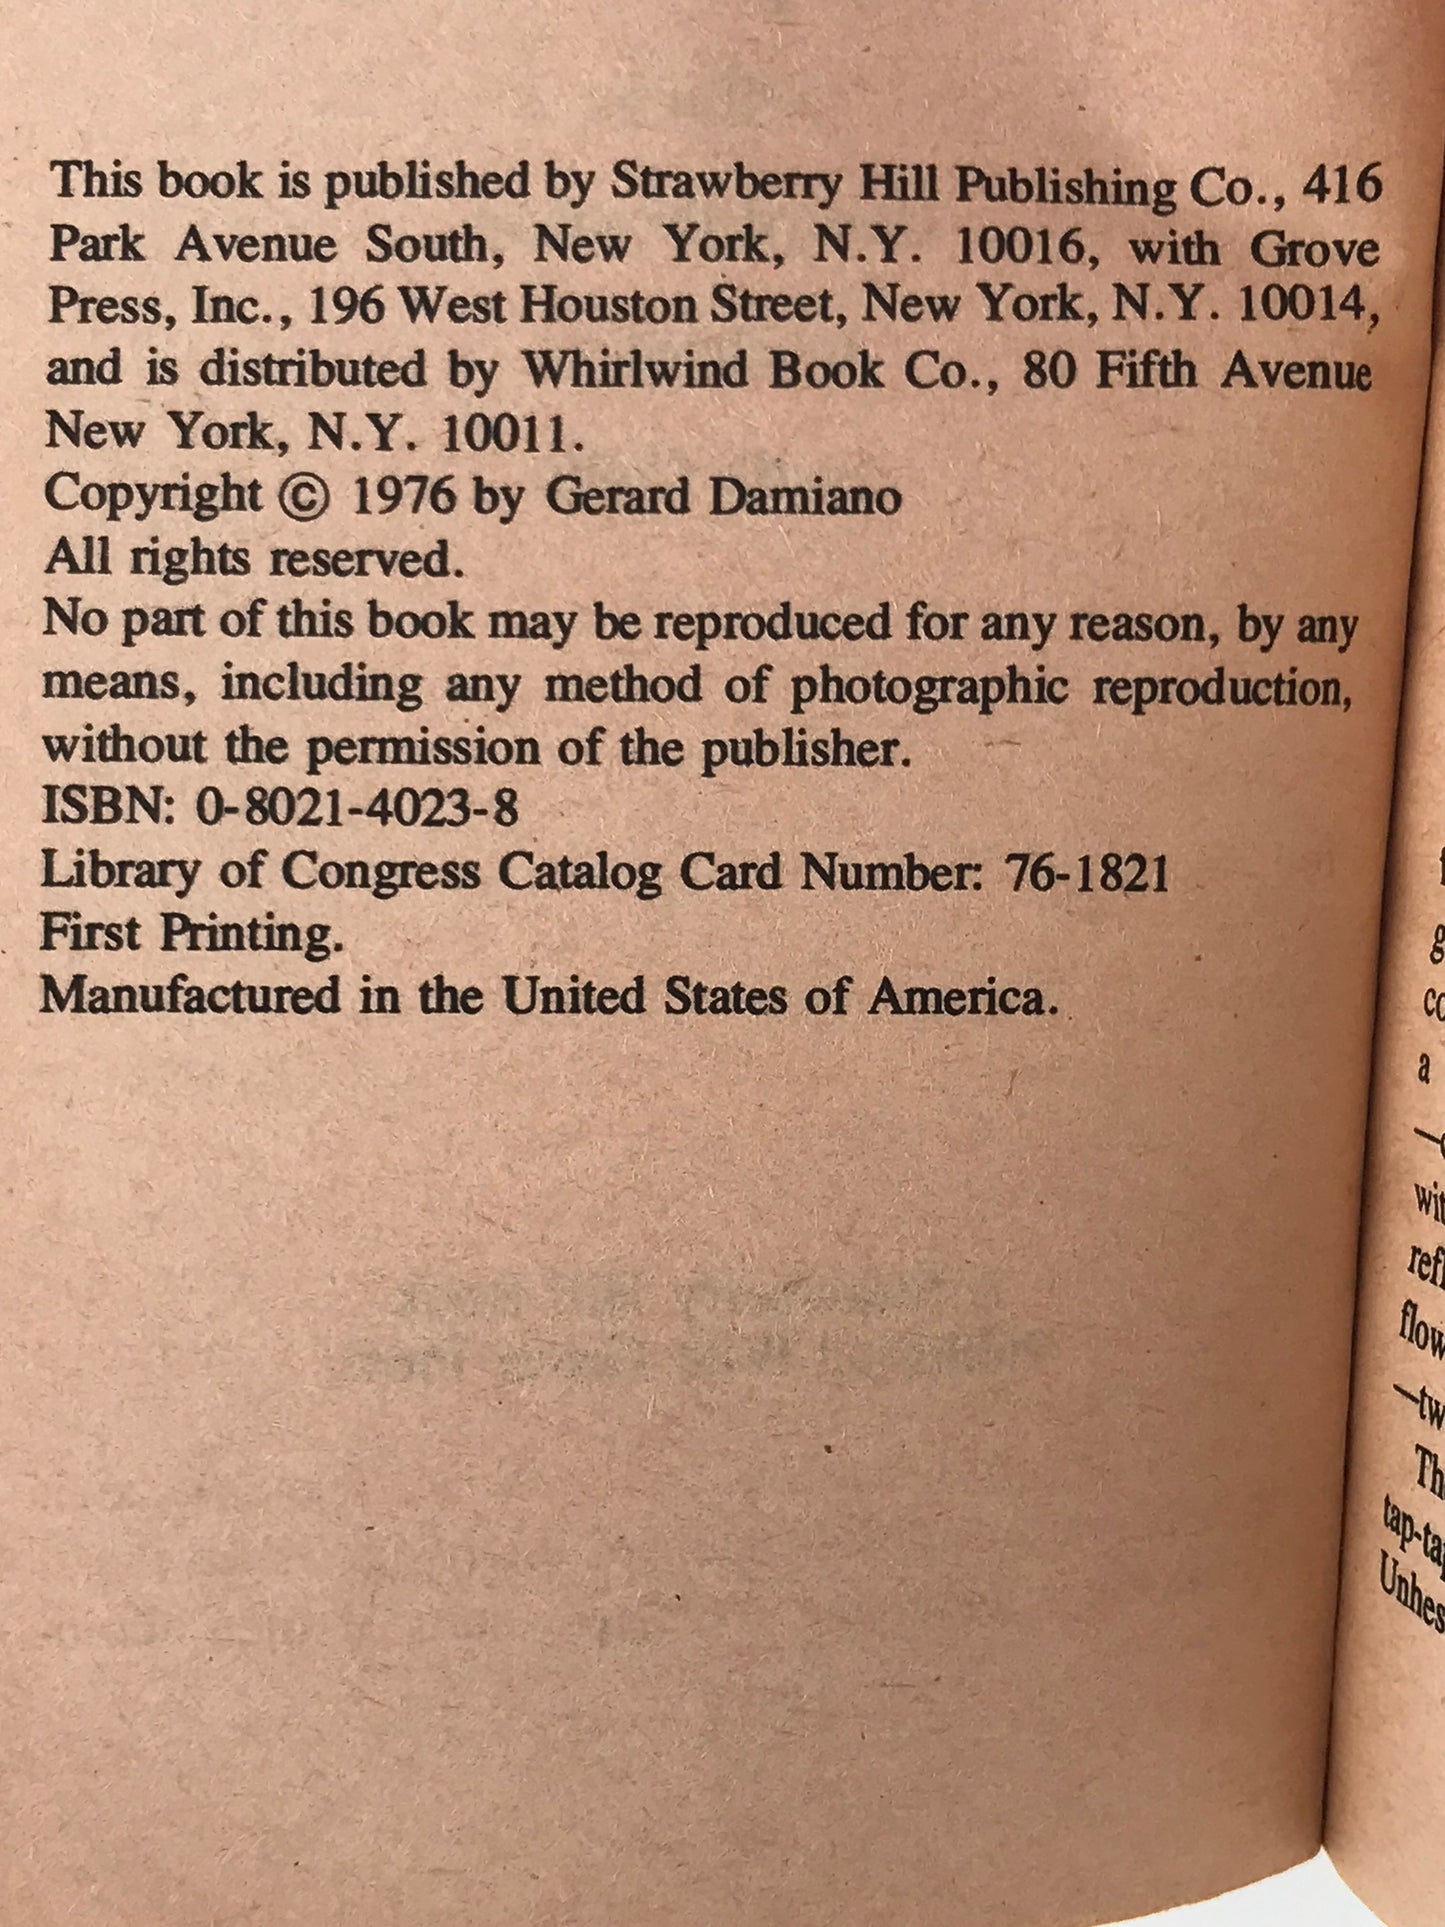 This book is published by Strawberry Hill Publishing Co., 416
Park Avenue South, New York, N.Y. 10016, with Grove
Press, Inc., 196 West Houston Street, New York, N.Y. 10014,
and is distributed by Whirlwind Book Co., 80 Fifth Avenue
New York, N.Y. 10011.
Copyright © 1976 by Gerard Damiano
All rights reserved.
No part of this book may be reproduced for any reason, by any
means, including any method of photographic reproduction,
without the permission of the publisher.
ISBN: 0-8021-4023-8
Library of Congress Catalog Card Number: 76-1821
First Printing.
Manufactured in the United States of America.
a